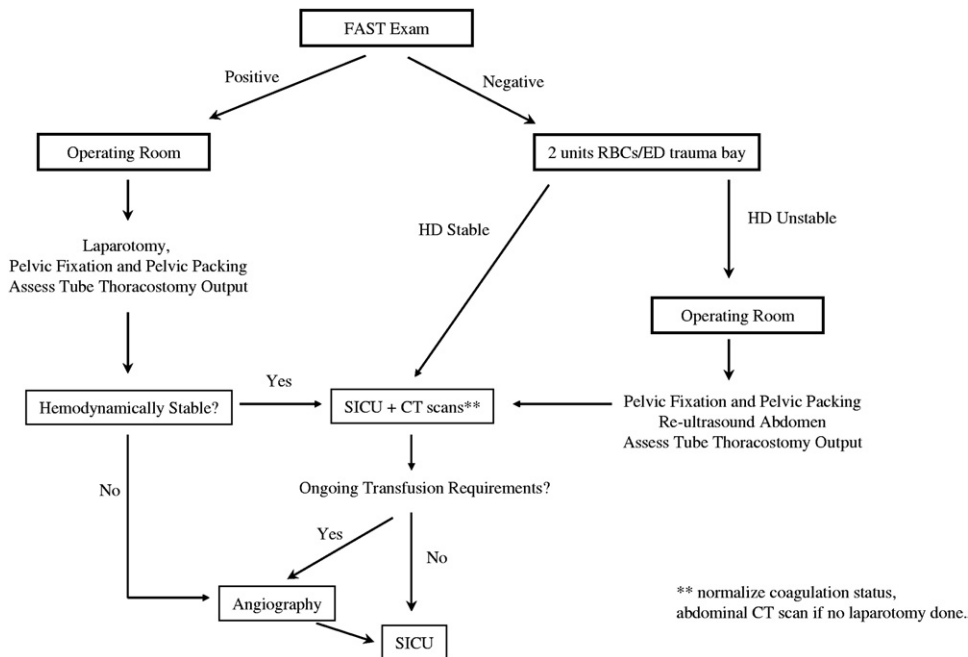 FAST Exam
Positive
Negative
Operating Room
2 units RBCs/ED trauma bay
HD Stable
HD Unstable
Laparotomy,
Pelvic Fixation and Pelvic Packing
Assess Tube Thoracostomy Output
Operating Room
Hemodynamically Stable?
Yes
SICU + CT scans**
Pelvic Fixation and Pelvic Packing
Re-ultrasound Abdomen
Assess Tube Thoracostomy Output
No
Ongoing Transfusion Requirements?
Yes
No
Angiography
SICU
** normalize coagulation status,
abdominal CT scan if no laparotomy done..